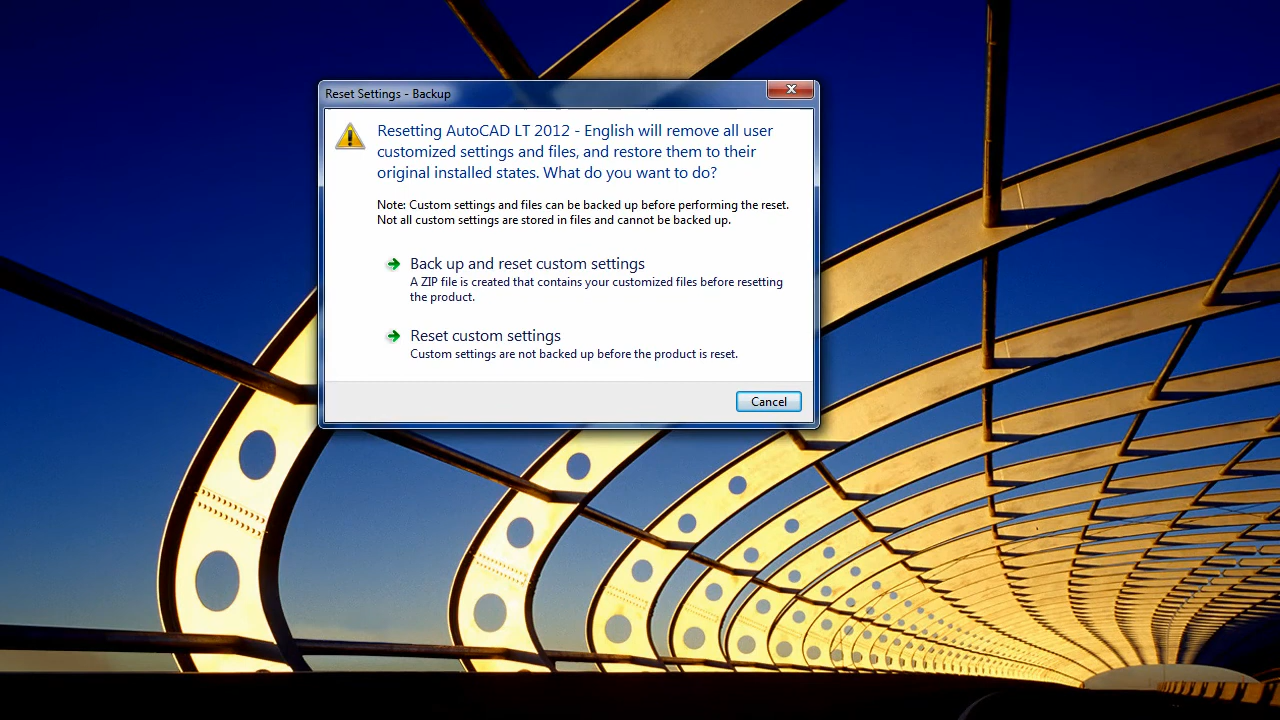 Reset Settings - Backup
Resetting AutoCAD LT 2012 - English will remove all user
customized settings and files, and restore them to their
original installed states. What do you want to do?
Note: Custom settings and files can be backed up before performing the reset.
Not all custom settings are stored in files and cannot be backed up.
Back up and reset custom settings
A ZIP file is created that contains your customized files before resetting
the product.
Reset custom settings
Custom settings are not backed up before the product is reset.
Cancel